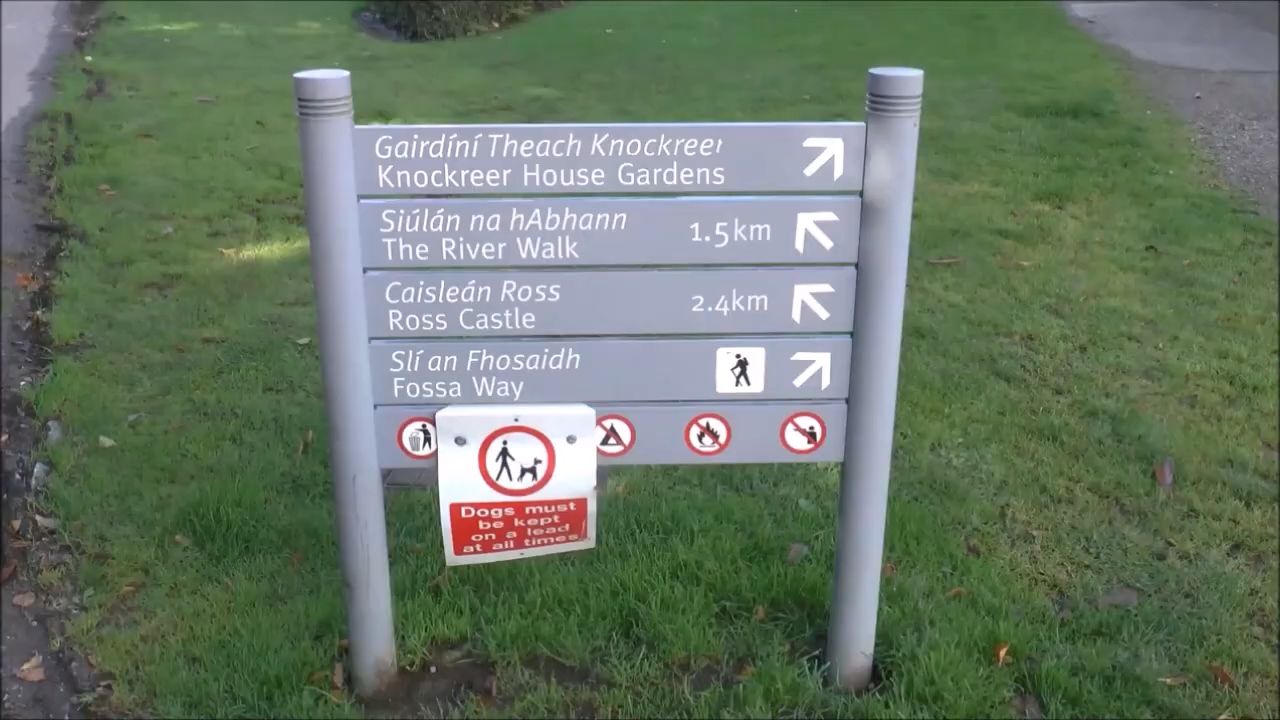 Gairdíní Theach Knockreer
Knockreer House Gardens
Siúlán na hAbhann
The River Walk
1.5km
Caisleán Ross
Ross Castle
2.4km
Slí an Fhosaidh
Fossa Way
Dogs must
be kept
on a lead
at all times